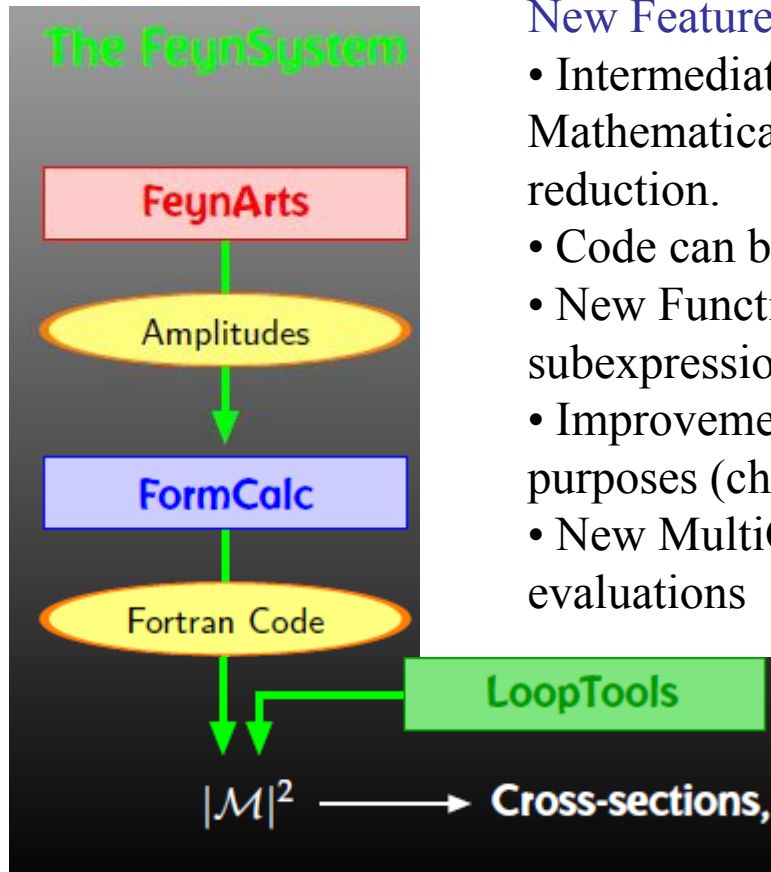 The FeynSystem
FeynArts
Amplitudes
FormCalc
Fortran Code
LoopTools
|ℳ|² Cross-sections,
New Feature
• Intermediat
Mathematica
reduction.
• Code can b
• New Functi
subexpressio
• Improveme
purposes (ch
• New Multi
evaluations